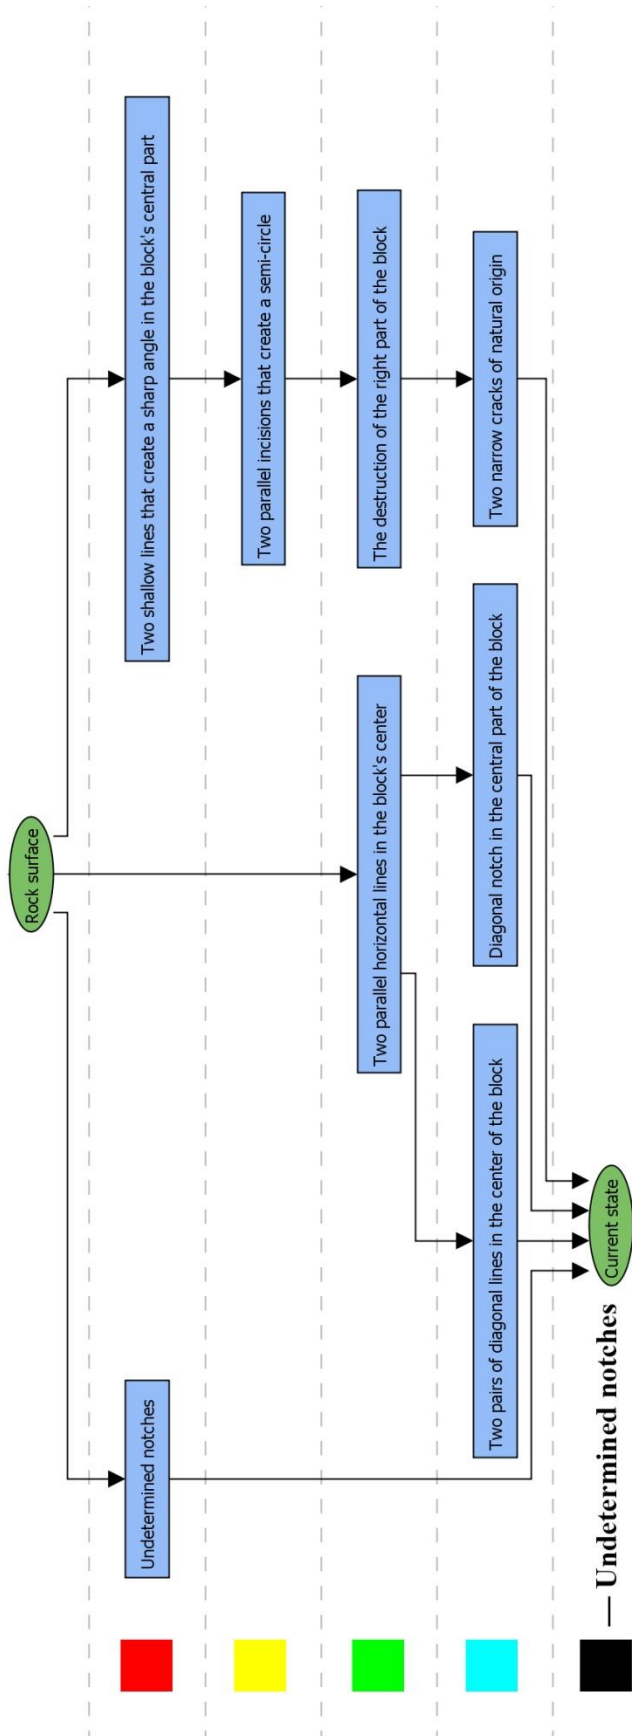 Rock surface
Undetermined notches
Two shallow lines that create a sharp angle in the block's central part
Two parallel incisions that create a semi-circle
Two parallel horizontal lines in the block's center
The destruction of the right part of the block
Two pairs of diagonal lines in the center of the block
Diagonal notch in the central part of the block
Two narrow cracks of natural origin
— Undetermined notches
Current state